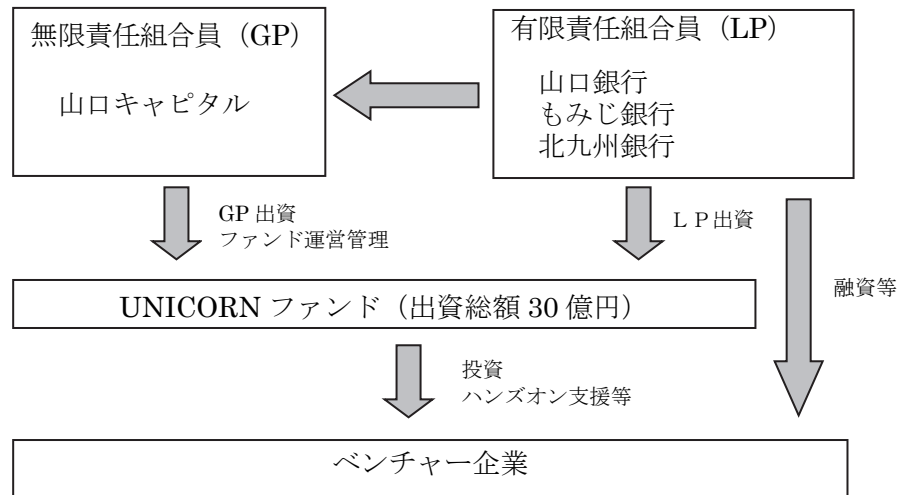 無限責任組合員（GP）
山口キャピタル
有限責任組合員（LP）
山口銀行
もみじ銀行
北九州銀行
GP 出資
ファンド運営管理
ＬＰ出資
融資等
UNICORN ファンド（出資総額 30 億円）
投資
ハンズオン支援等
ベンチャー企業